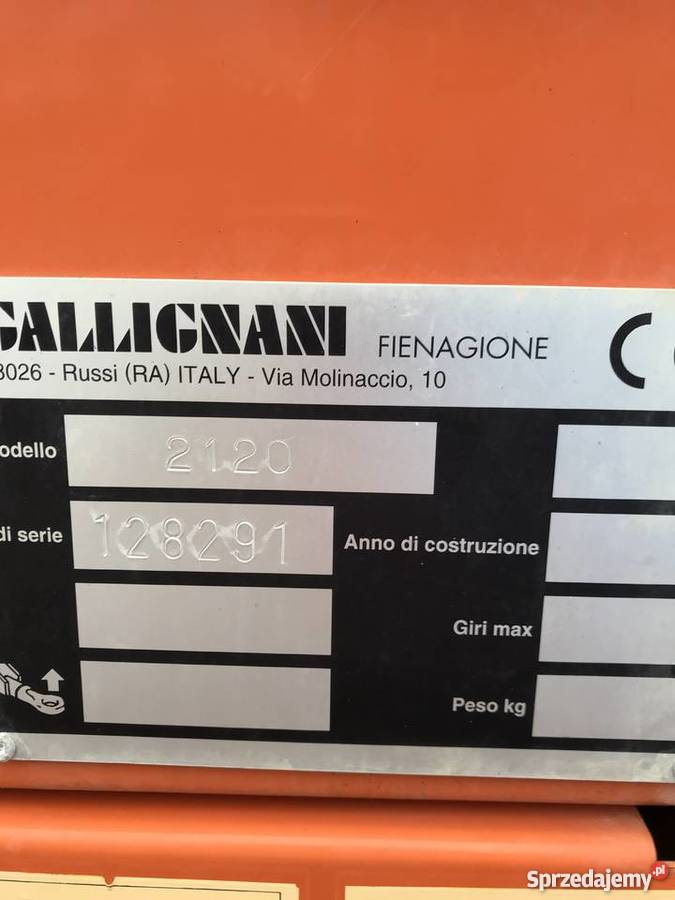 GALLIGNANI FIENAGIONE C
8026 - Russi (RA) ITALY - Via Molinaccio, 10
odello 2120
di serie 128291 Anno di costruzione
Giri max
Peso kg
Sprzedajemy.pl